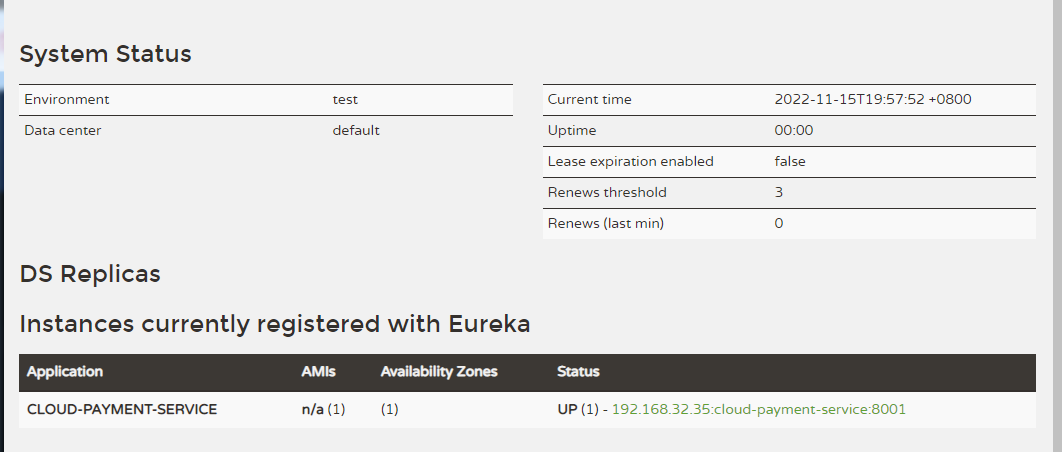 System Status
Environment test
Data center default
Current time 2022-11-15T19:57:52 +0800
Uptime 00:00
Lease expiration enabled false
Renews threshold 3
Renews (last min) 0
DS Replicas
Instances currently registered with Eureka
Application AMIs Availability Zones Status
CLOUD-PAYMENT-SERVICE n/a (1) (1) UP (1) - 192.168.32.35:cloud-payment-service:8001